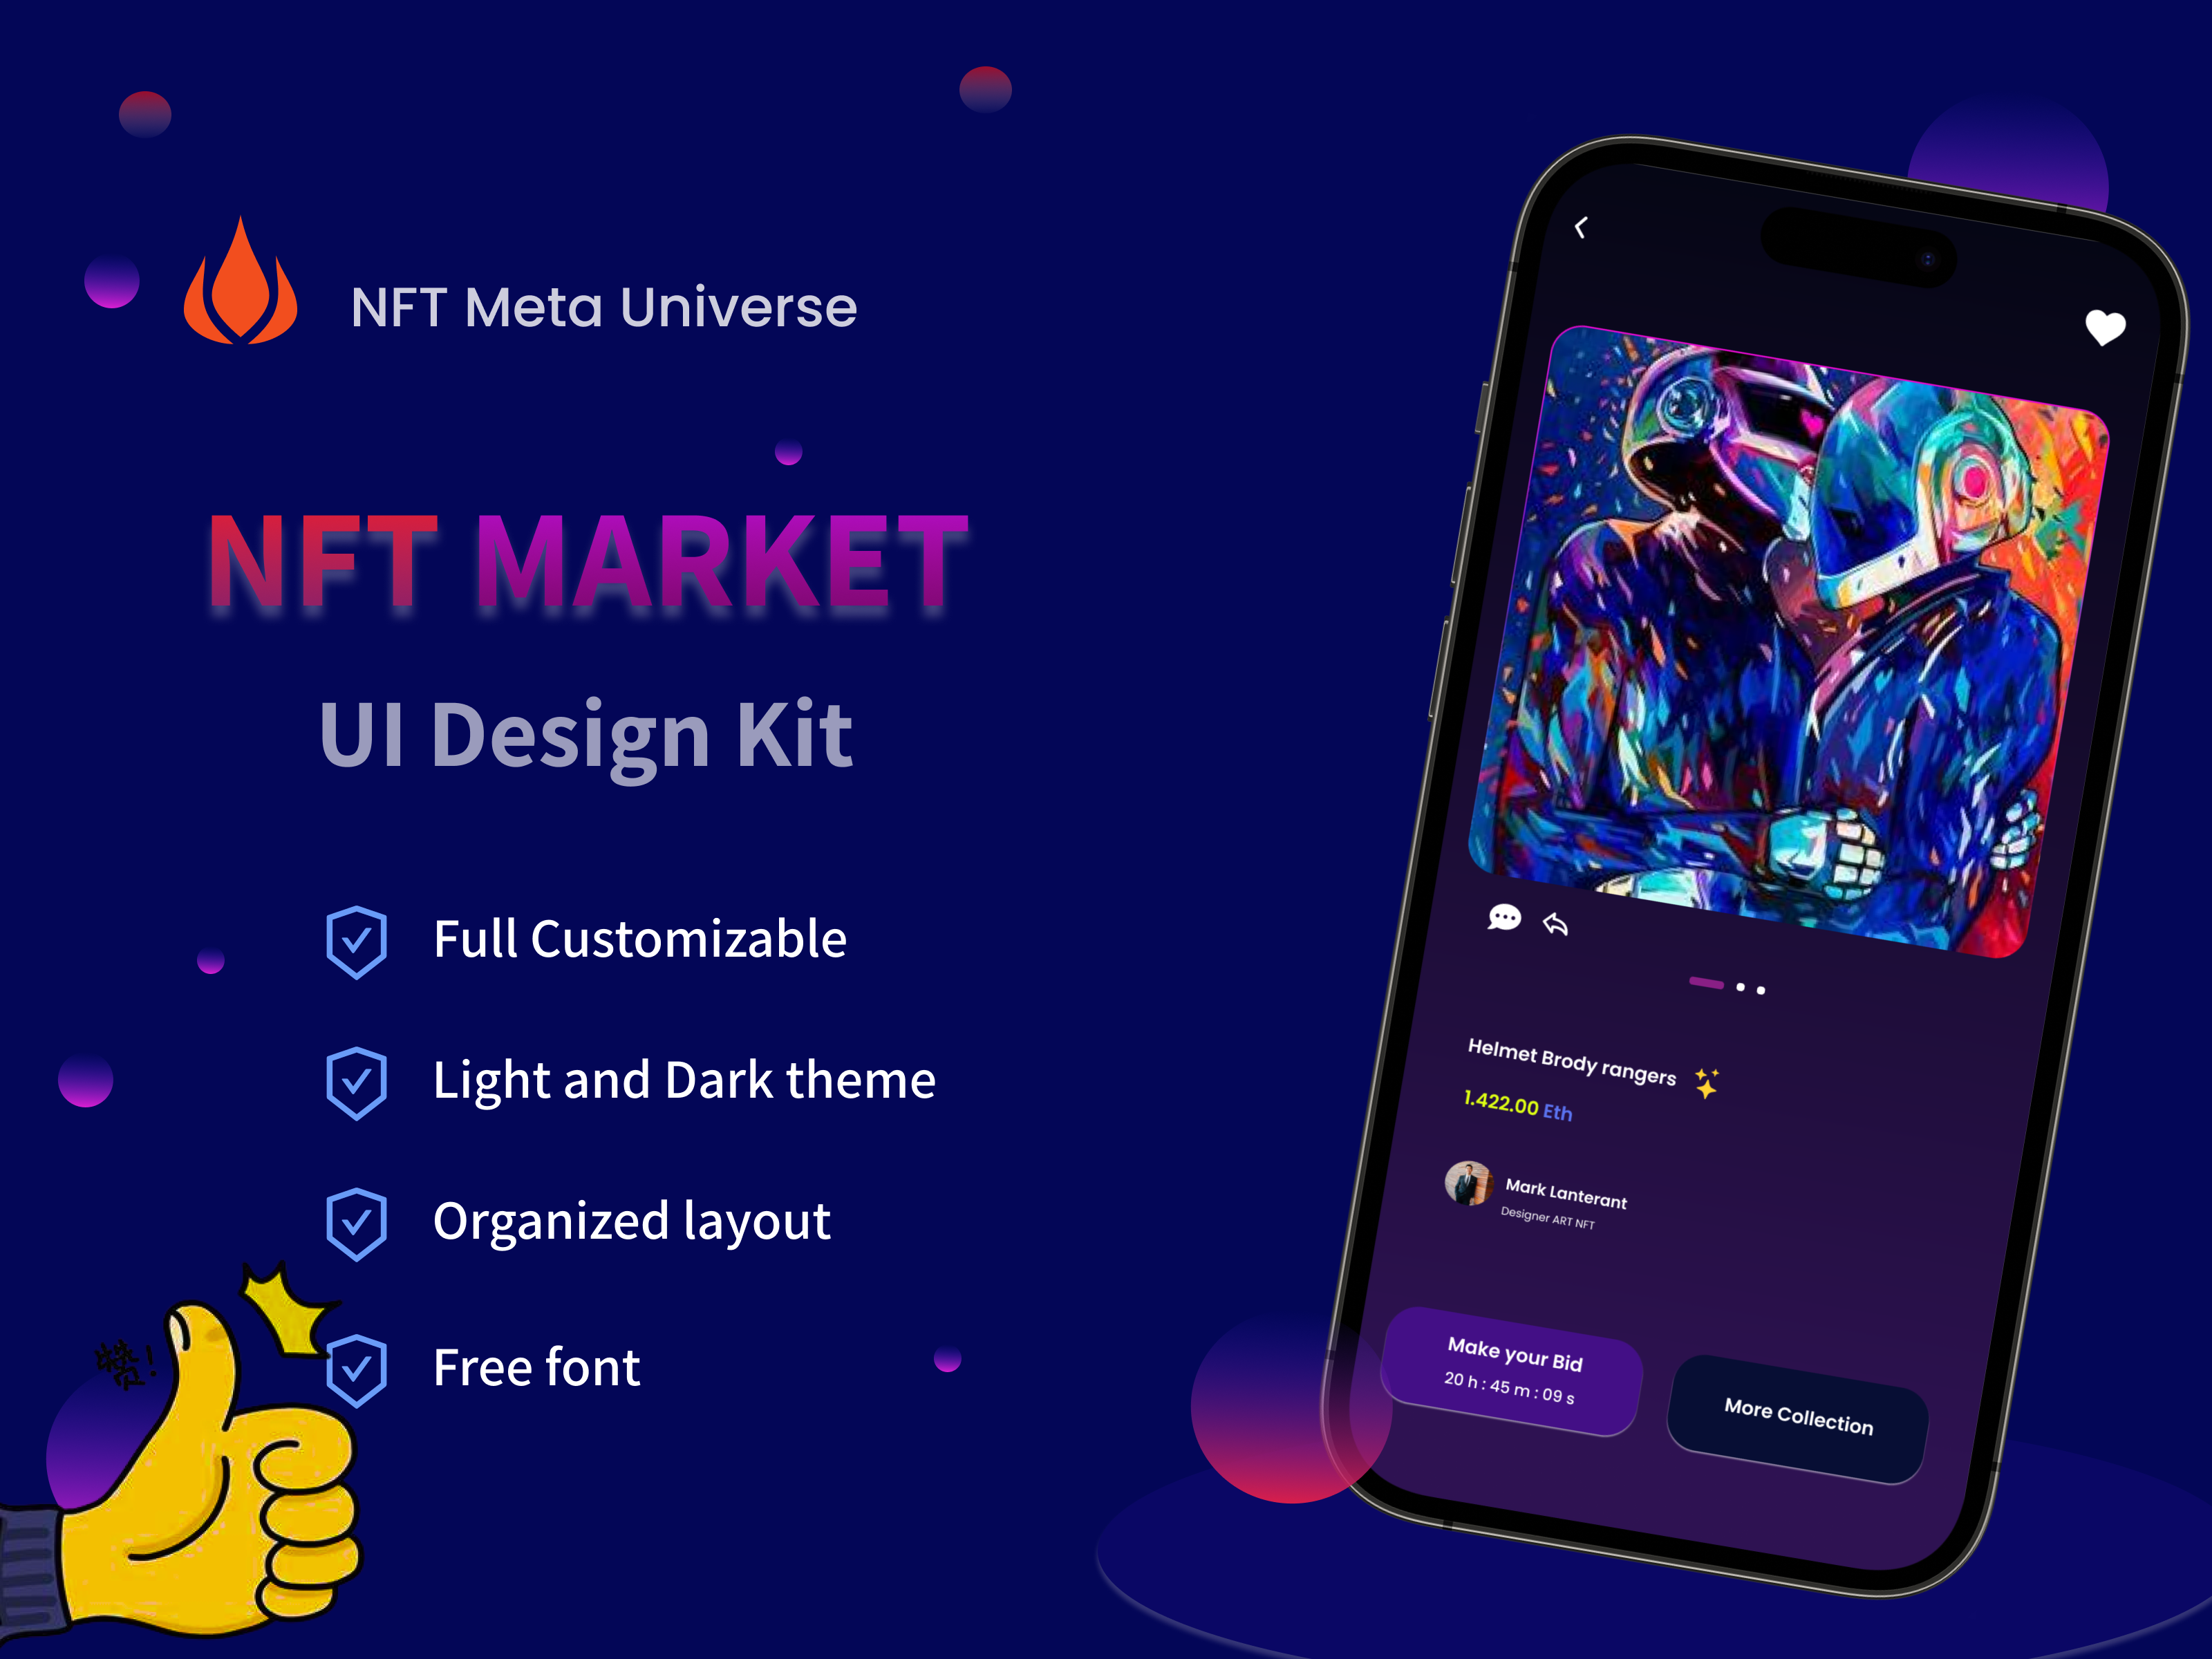 NFT Meta Universe
NFT MARKET
UI Design Kit
Full Customizable
Light and Dark theme
Organized layout
Free font
赞!
Helmet Brody rangers
1.422.00 Eth
Mark Lanterant
Designer ART NFT
Make your Bid
20 h : 45 m : 09 s
More Collection